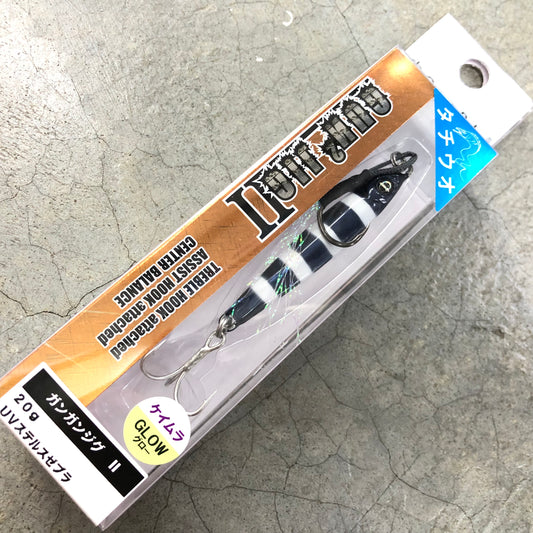 GUN² JIG II
TREBLE HOOK attached
ASSIST HOOK attached
CENTER BALANCE
タチウオ
ガンガンジグ II
20g
UVステルスゼブラ
ケイムラ
GLOW
グロー